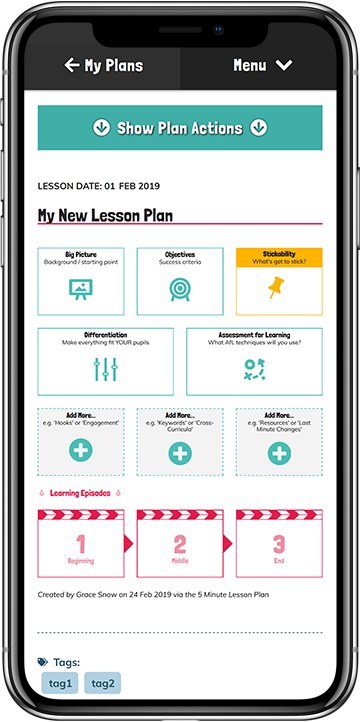 My Plans
Menu
Show Plan Actions
LESSON DATE: 01 FEB 2019
My New Lesson Plan
Big Picture
Background / starting point
Objectives
Success criteria
Stickability
What's got to stick?
Differentiation
Make everything fit YOUR pupils
Assessment for Learning
What AfL techniques will you use?
Add More...
e.g. 'Hooks' or 'Engagement'
Add More...
e.g. 'Keywords' or 'Cross-
Curricula'
Add More...
e.g. 'Resources' or 'Last
Minute Changes'
Learning Episodes
1
Beginning
2
Middle
3
End
Created by Grace Snow on 24 Feb 2019 via the 5 Minute Lesson Plan
Tags:
tag1
tag2